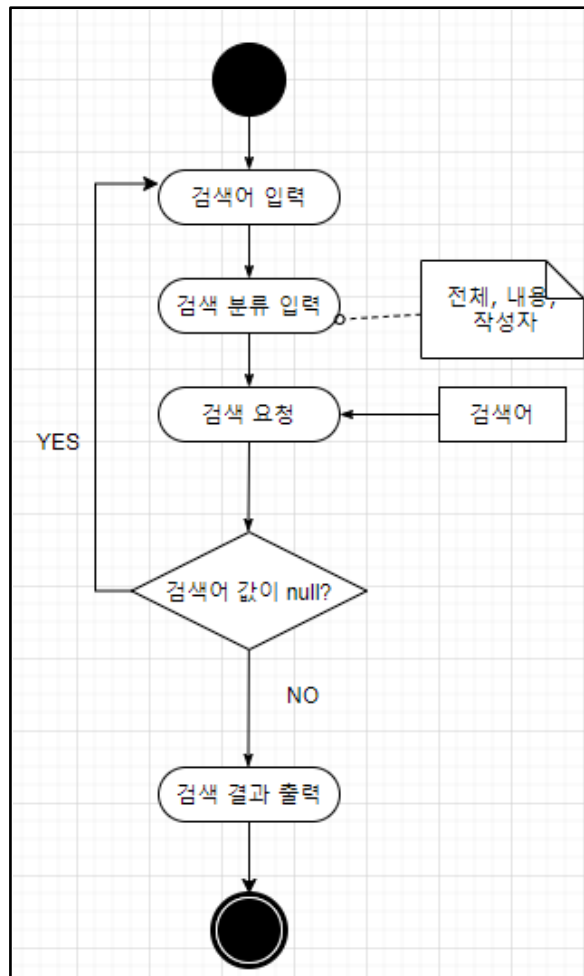 검색어 입력
검색 분류 입력
전체, 내용,
작성자
검색 요청
검색어
YES
검색어 값이 null?
NO
검색 결과 출력